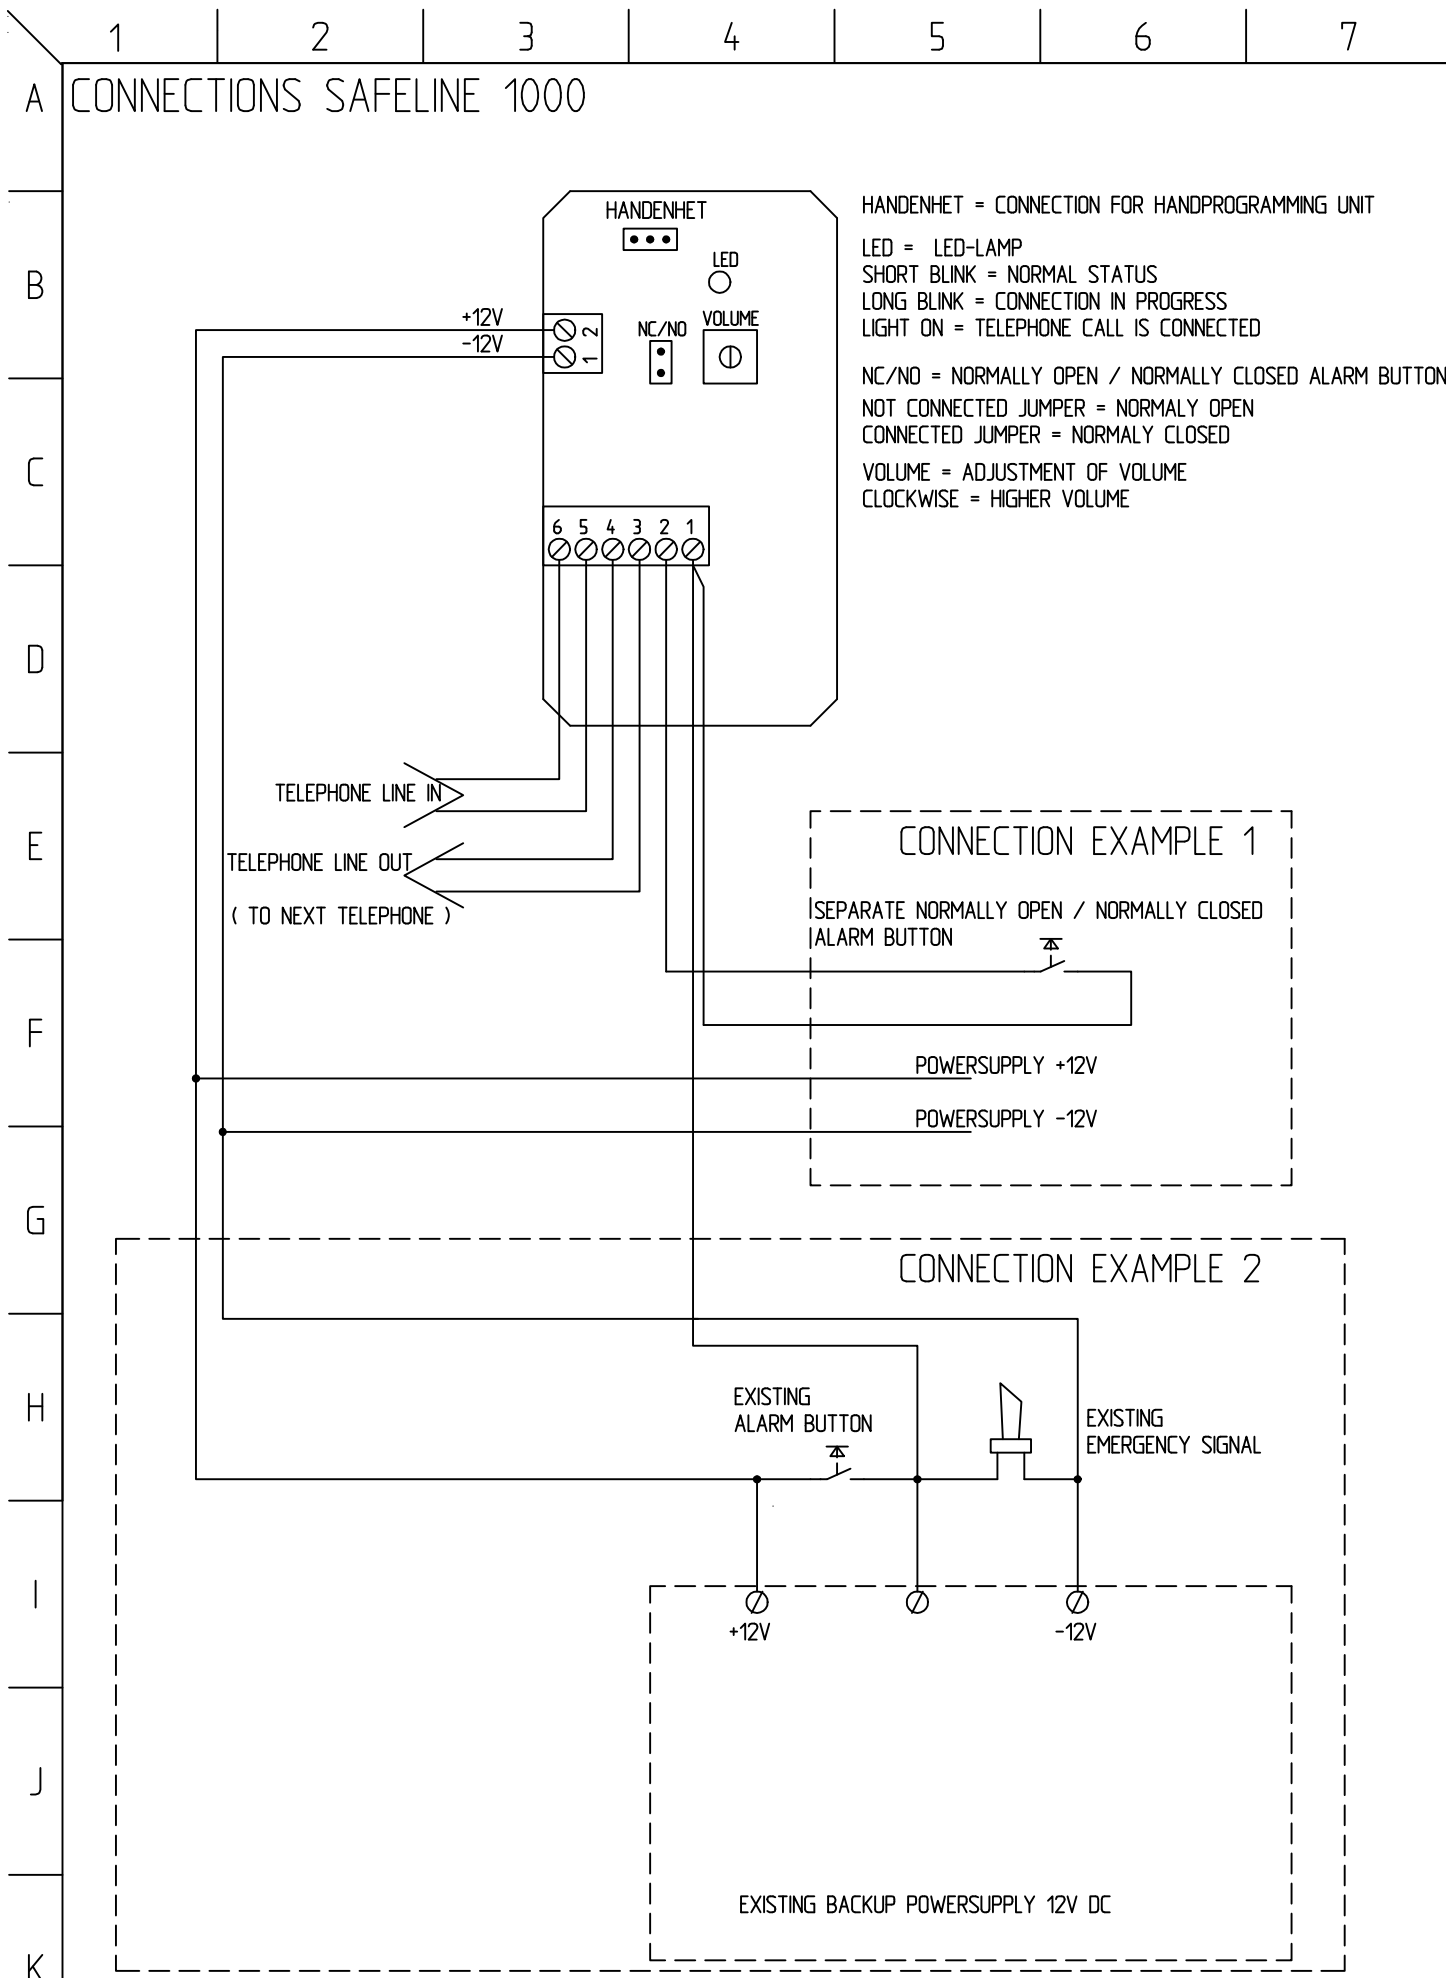 1 2 3 4 5 6 7
A
CONNECTIONS SAFELINE 1000
HANDENHET
HANDENHET = CONNECTION FOR HANDPROGRAMMING UNIT
LED
LED = LED-LAMP
B
SHORT BLINK = NORMAL STATUS
LONG BLINK = CONNECTION IN PROGRESS
LIGHT ON = TELEPHONE CALL IS CONNECTED
+12V
-12V
2
1
NC/NO
VOLUME
NC/NO = NORMALLY OPEN / NORMALLY CLOSED ALARM BUTTON
NOT CONNECTED JUMPER = NORMALY OPEN
CONNECTED JUMPER = NORMALY CLOSED
C
VOLUME = ADJUSTMENT OF VOLUME
CLOCKWISE = HIGHER VOLUME
6 5 4 3 2 1
D
TELEPHONE LINE IN
E
TELEPHONE LINE OUT
( TO NEXT TELEPHONE )
CONNECTION EXAMPLE 1
SEPARATE NORMALLY OPEN / NORMALLY CLOSED
ALARM BUTTON
F
POWERSUPPLY +12V
POWERSUPPLY -12V
G
CONNECTION EXAMPLE 2
H
EXISTING
ALARM BUTTON
EXISTING
EMERGENCY SIGNAL
I
+12V
-12V
J
EXISTING BACKUP POWERSUPPLY 12V DC
K